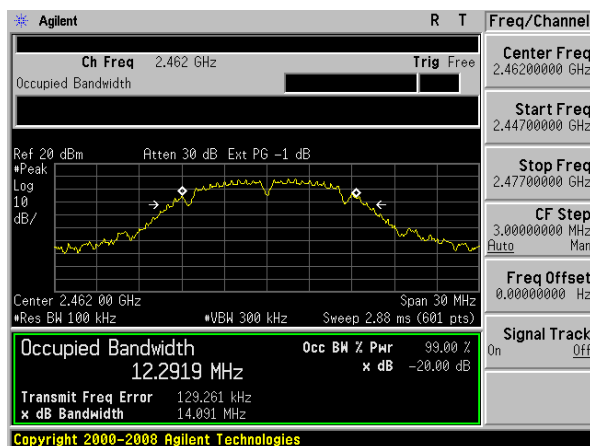 Agilent R T
Freq/Channel
Ch Freq 2.462 GHz Trig Free
Occupied Bandwidth
Center Freq
2.46200000 GHz
Start Freq
2.44700000 GHz
Stop Freq
2.47700000 GHz
CF Step
3.00000000 MHz
Auto Man
Freq Offset
0.00000000 Hz
Signal Track
On Off
Ref 20 dBm Atten 30 dB Ext PG -1 dB
#Peak
Log
10
dB/
Center 2.462 00 GHz Span 30 MHz
#Res BW 100 kHz #VBW 300 kHz Sweep 2.88 ms (601 pts)
Occupied Bandwidth Occ BW % Pwr 99.00 %
12.2919 MHz x dB -20.00 dB
Transmit Freq Error 129.261 kHz
x dB Bandwidth 14.091 MHz
Copyright 2000-2008 Agilent Technologies